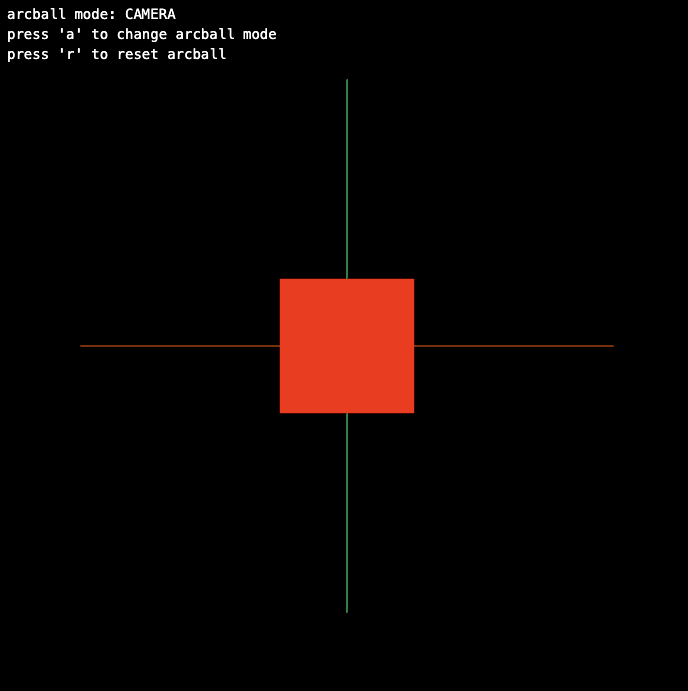 arcball mode: CAMERA
press 'a' to change arcball mode
press 'r' to reset arcball